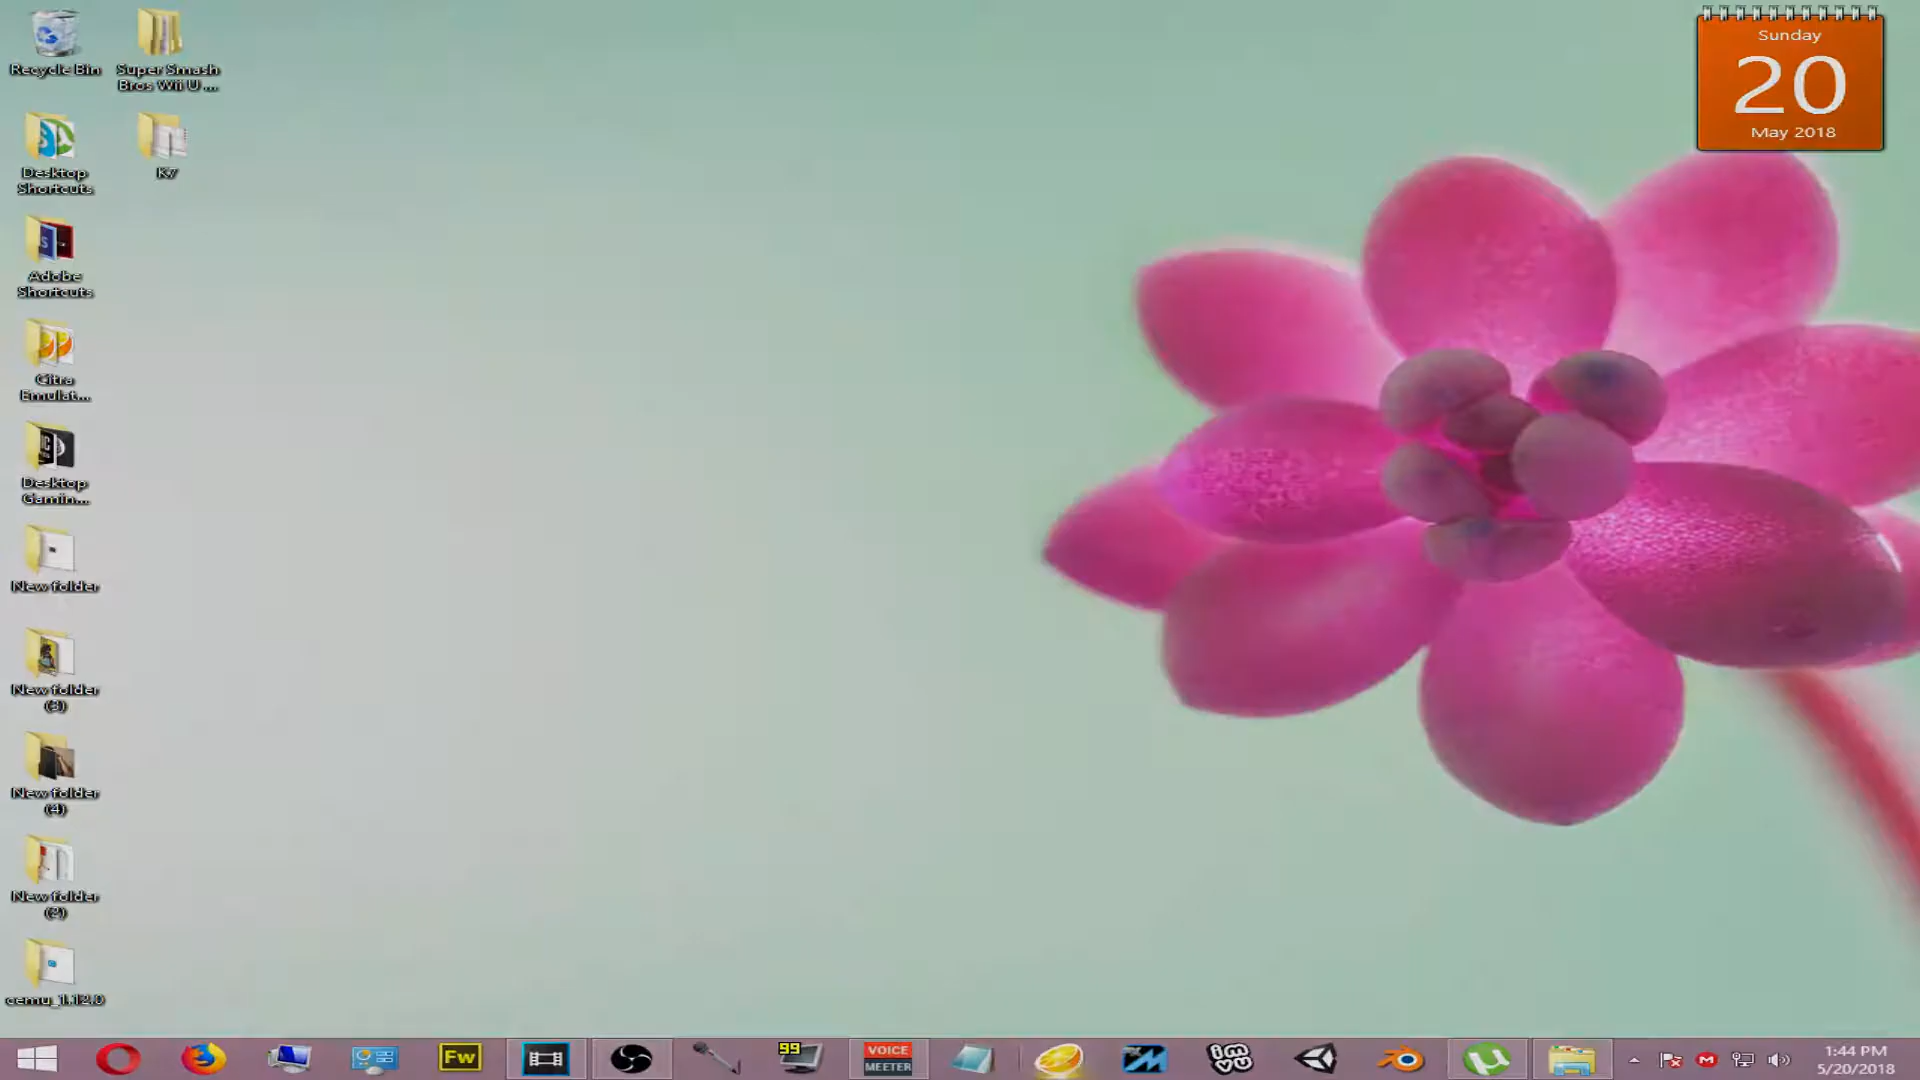 Recycle Bin
Super Smash
Bros Wii U ...
Desktop
Shortcuts
K7
Adobe
Shortcuts
Citra
Emulat...
Desktop
Gamin...
New folder
New folder
(3)
New folder
(4)
New folder
(2)
cemu_1.12.0
Sunday
20
May 2018
Fw
99
VOICE
MEETER
1:44 PM
5/20/2018